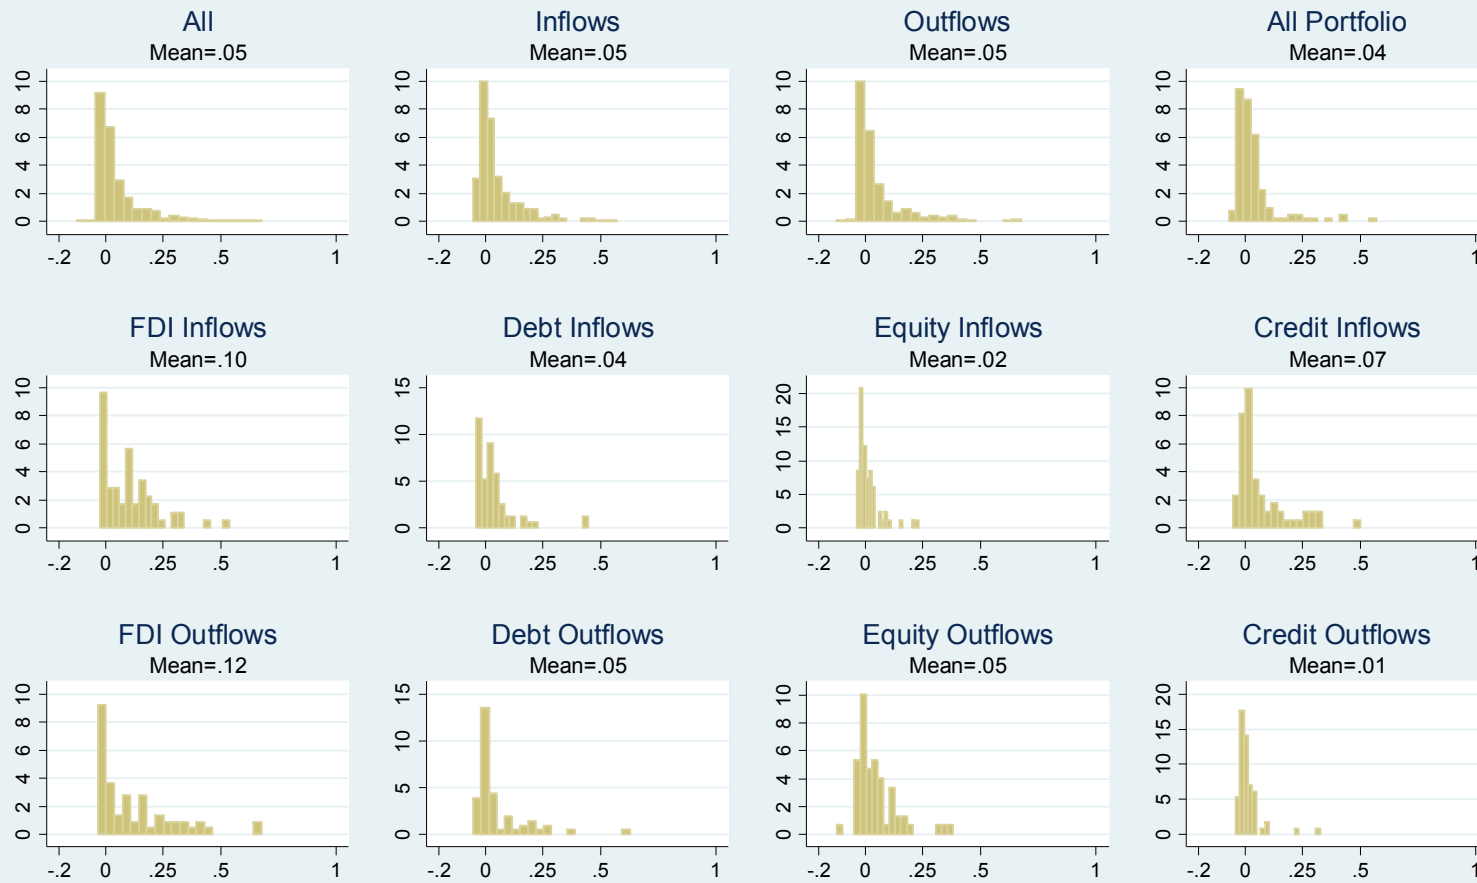 All Inflows Outflows All Portfolio
Mean=.05 Mean=.05 Mean=.05 Mean=.04
10 10 10 10
8 8 8 8
6 6 6 6
4 4 4 4
2 2 2 2
0 0 0 0
-.2 0 .25 .5 1 -.2 0 .25 .5 1 -.2 0 .25 .5 1 -.2 0 .25 .5 1
FDI Inflows Debt Inflows Equity Inflows Credit Inflows
Mean=.10 Mean=.04 Mean=.02 Mean=.07
10 15 20 10
8 10 15 8
6 5 10 6
4 0 5 4
2 0 2
0 0
-.2 0 .25 .5 1 -.2 0 .25 .5 1 -.2 0 .25 .5 1 -.2 0 .25 .5 1
FDI Outflows Debt Outflows Equity Outflows Credit Outflows
Mean=.12 Mean=.05 Mean=.05 Mean=.01
10 15 10 20
8 10 8 15
6 5 6 10
4 0 4 5
2 2 0
0 0
-.2 0 .25 .5 1 -.2 0 .25 .5 1 -.2 0 .25 .5 1 -.2 0 .25 .5 1